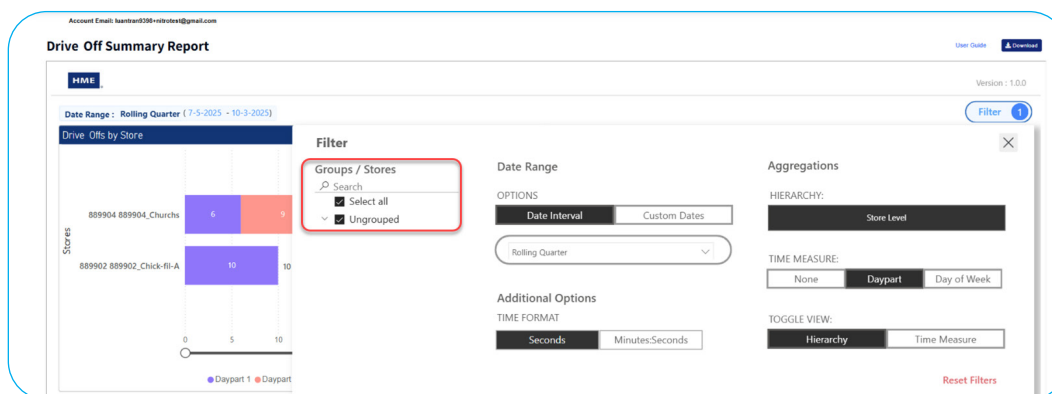 Account Email: luantran9398+nitrotest@gmail.com
Drive Off Summary Report
User Guide
Download
HME
Version : 1.0.0
Date Range : Rolling Quarter ( 7-5-2025 - 10-3-2025)
Filter 1
Drive Offs by Store
Stores
889904 889904_Churchs
6
9
889902 889902_Chick-fil-A
10
10
0 5 10
Daypart 1
Daypart
Filter
Groups / Stores
Search
Select all
Ungrouped
Date Range
OPTIONS
Date Interval
Custom Dates
Rolling Quarter
Additional Options
TIME FORMAT
Seconds
Minutes:Seconds
Aggregations
HIERARCHY:
Store Level
TIME MEASURE:
None
Daypart
Day of Week
TOGGLE VIEW:
Hierarchy
Time Measure
Reset Filters